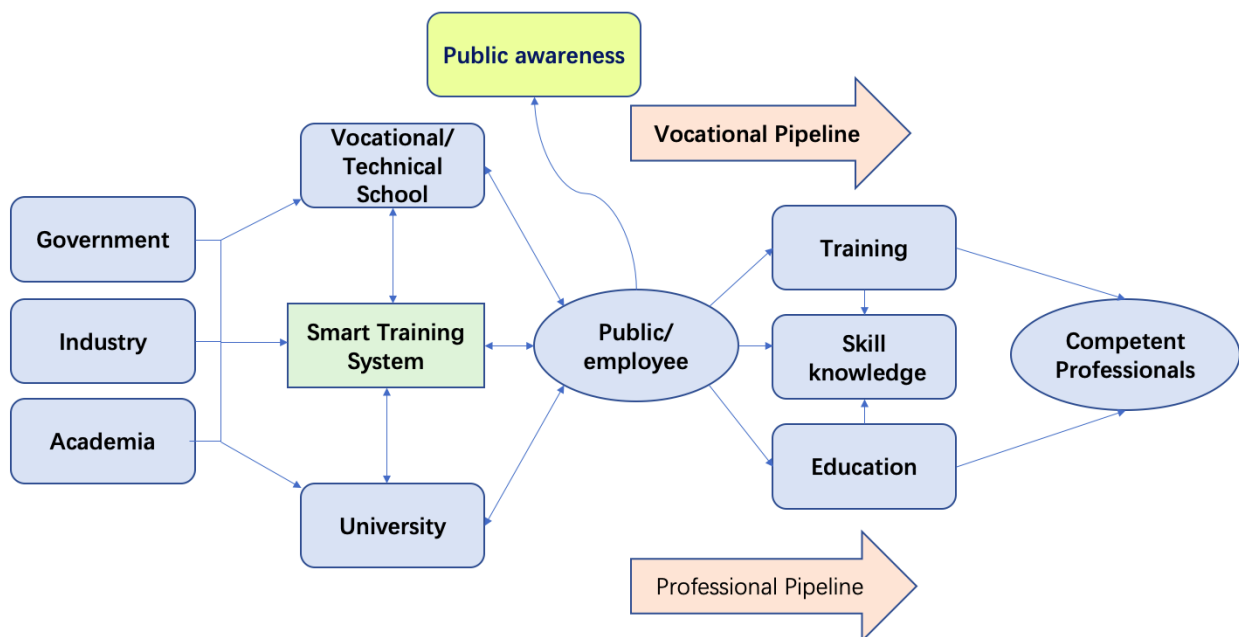 Public awareness
Vocational Pipeline
Vocational/
Technical
School
Government
Training
Industry
Smart Training
System
Public/
employee
Skill
knowledge
Competent
Professionals
Academia
Education
University
Professional Pipeline